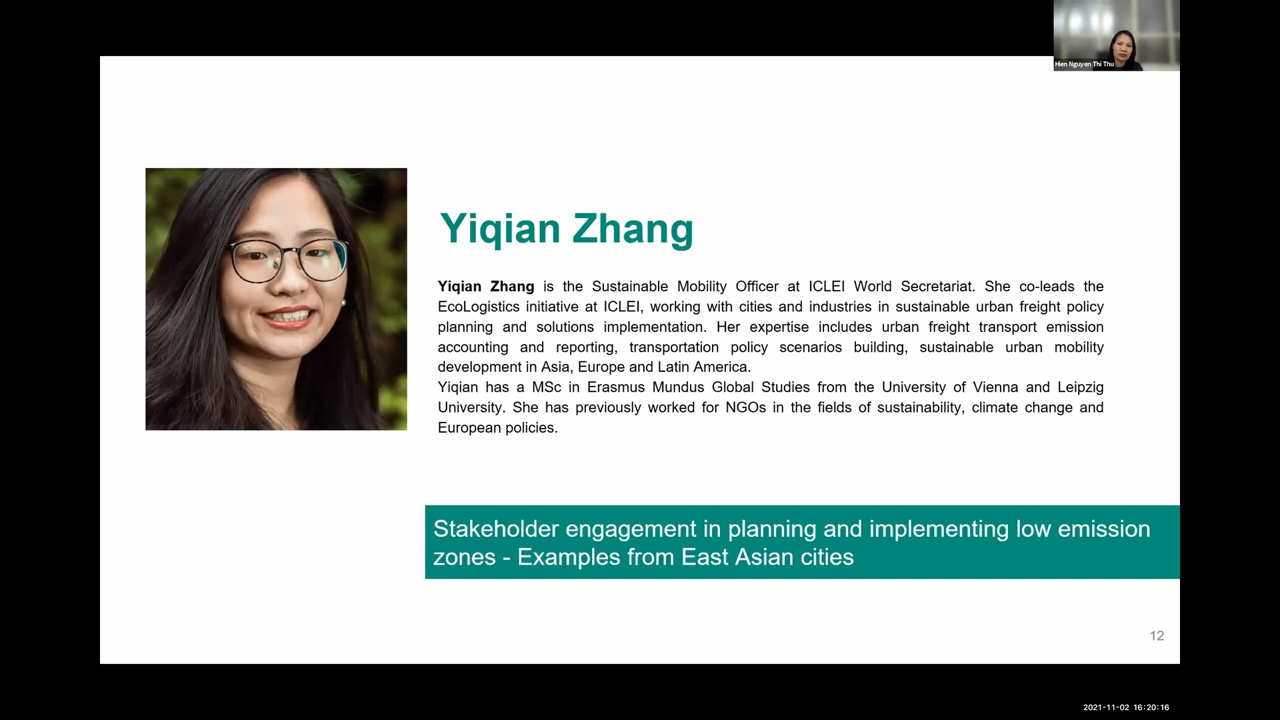 Hien Nguyen Thi Thu
Yiqian Zhang
Yiqian Zhang is the Sustainable Mobility Officer at ICLEI World Secretariat. She co-leads the
EcoLogistics initiative at ICLEI, working with cities and industries in sustainable urban freight policy
planning and solutions implementation. Her expertise includes urban freight transport emission
accounting and reporting, transportation policy scenarios building, sustainable urban mobility
development in Asia, Europe and Latin America.
Yiqian has a MSc in Erasmus Mundus Global Studies from the University of Vienna and Leipzig
University. She has previously worked for NGOs in the fields of sustainability, climate change and
European policies.
Stakeholder engagement in planning and implementing low emission
zones - Examples from East Asian cities
12
2021-11-02 16:20:16